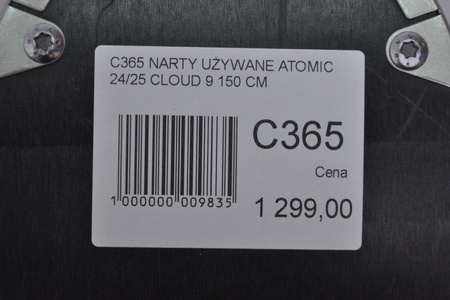 C365 NARTY UŻYWANE ATOMIC
24/25 CLOUD 9 150 CM
C365
Cena
1 000000 009835
1 299,00